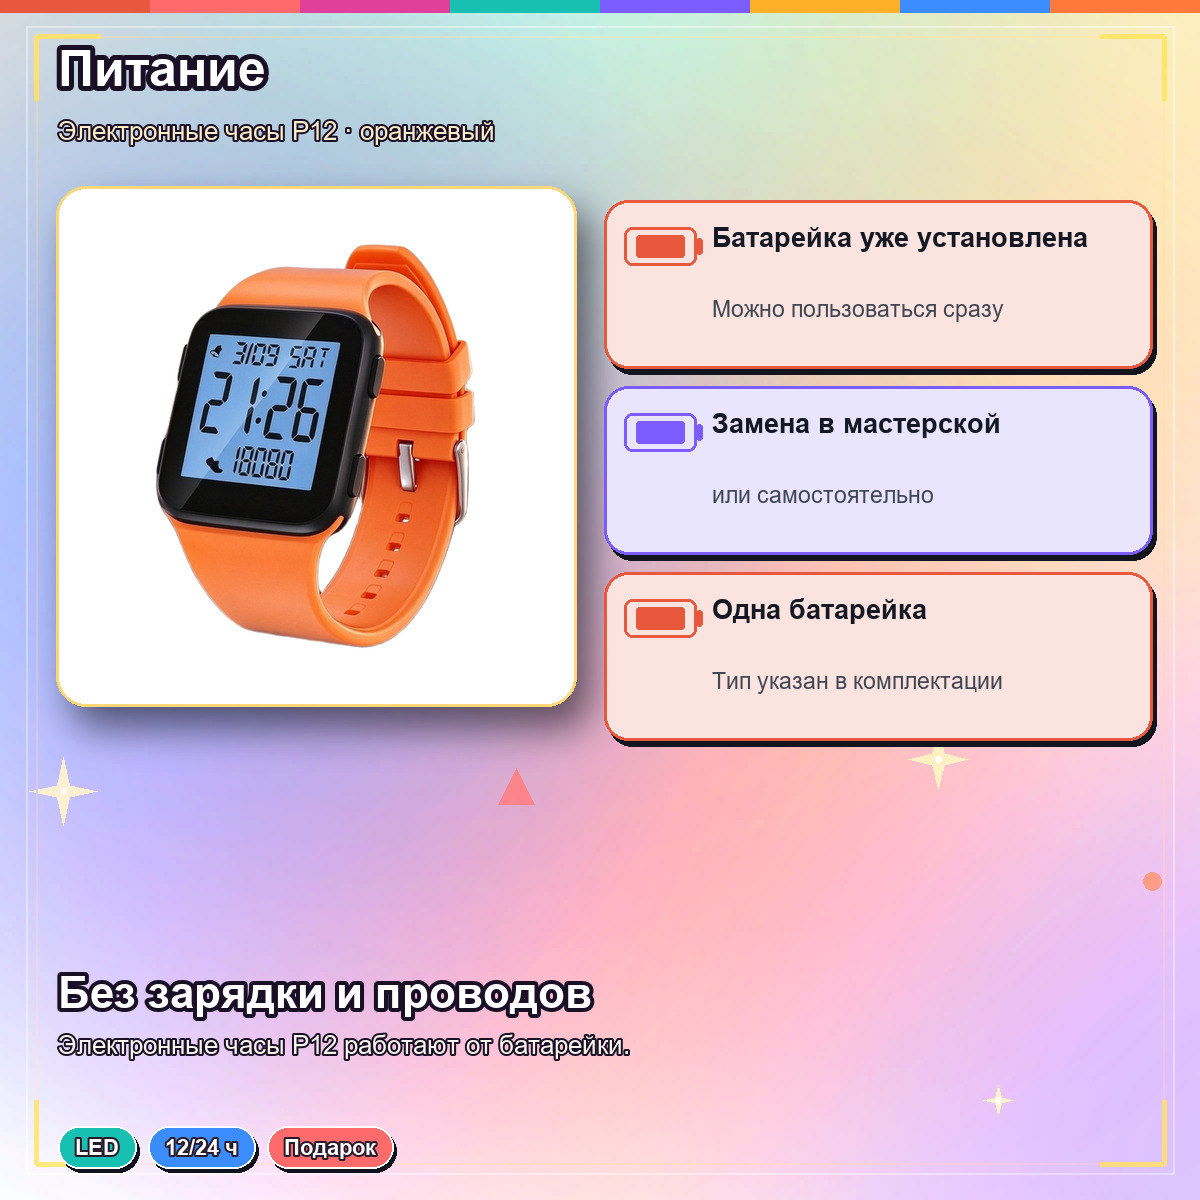 Питание
Электронные часы P12 · оранжевый
3/09 SAT
21:26
18080
Батарейка уже установлена
Можно пользоваться сразу
Замена в мастерской
или самостоятельно
Одна батарейка
Тип указан в комплектации
Без зарядки и проводов
Электронные часы P12 работают от батарейки.
LED
12/24 ч
Подарок